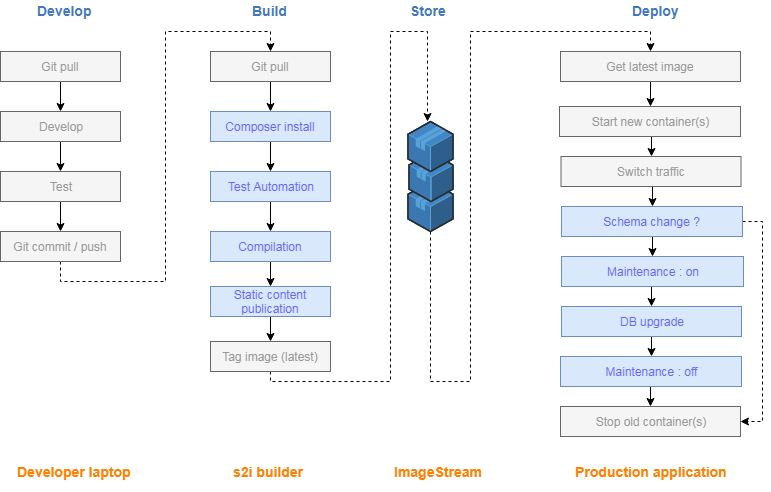 Develop
Build
Store
Deploy
Git pull
Develop
Test
Git commit / push
Git pull
Composer install
Test Automation
Compilation
Static content
publication
Tag image (latest)
Get latest image
Start new container(s)
Switch traffic
Schema change ?
Maintenance : on
DB upgrade
Maintenance : off
Stop old container(s)
Developer laptop
s2i builder
ImageStream
Production application